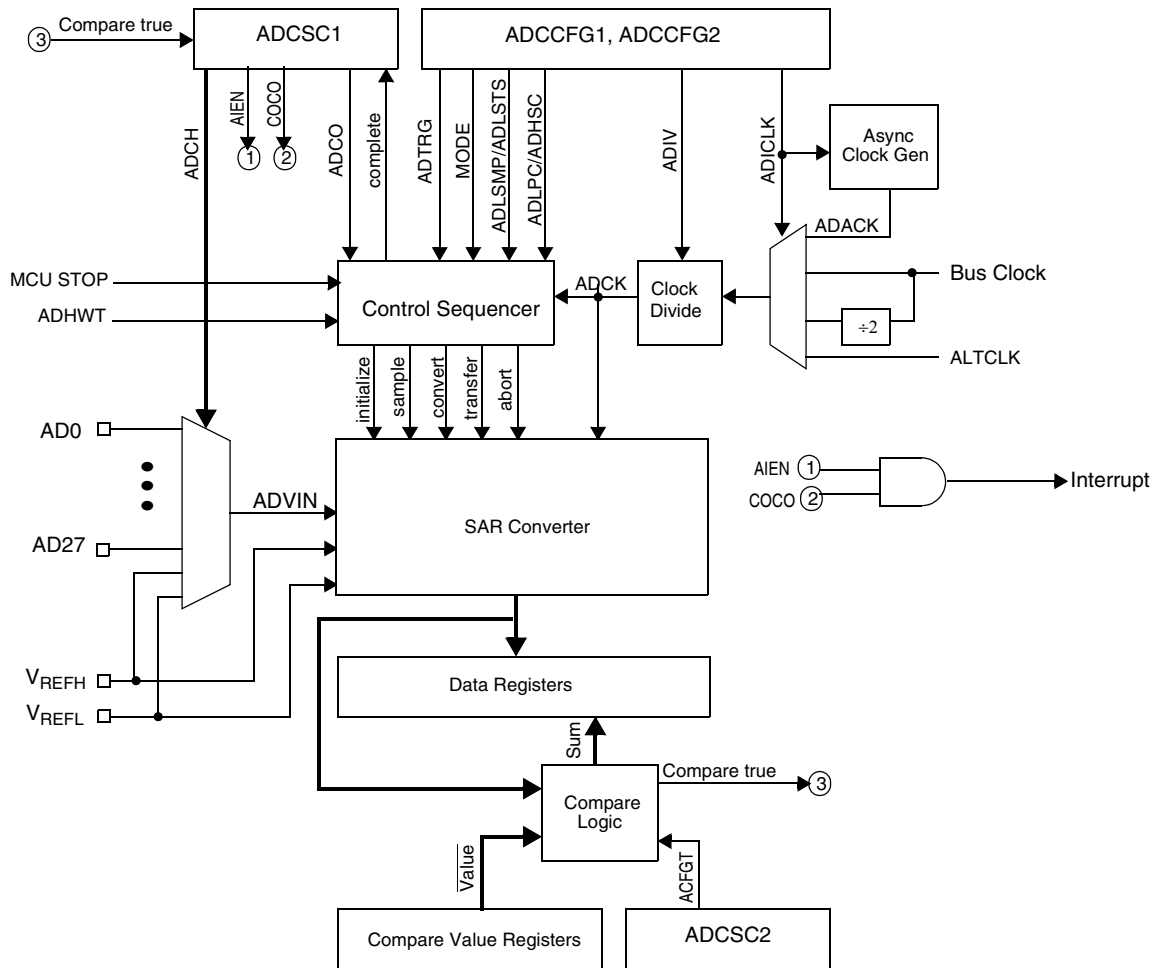 3
Compare true
ADCSC1
ADCCFG1, ADCCFG2
ADCH
AIEN
COCO
1
2
ADCO
complete
ADTRG
MODE
ADLSMP/ADLSTS
ADLPC/ADHSC
ADIV
ADICLK
Async
Clock Gen
ADACK
MCU STOP
ADHWT
Control Sequencer
ADCK
Clock
Divide
Bus Clock
÷2
ALTCLK
initialize
sample
convert
transfer
abort
AD0
AD27
ADVIN
SAR Converter
AIEN 1
COCO 2
Interrupt
VREFH
VREFL
Data Registers
Sum
Compare true
3
Compare
Logic
Value
ACFGT
Compare Value Registers
ADCSC2